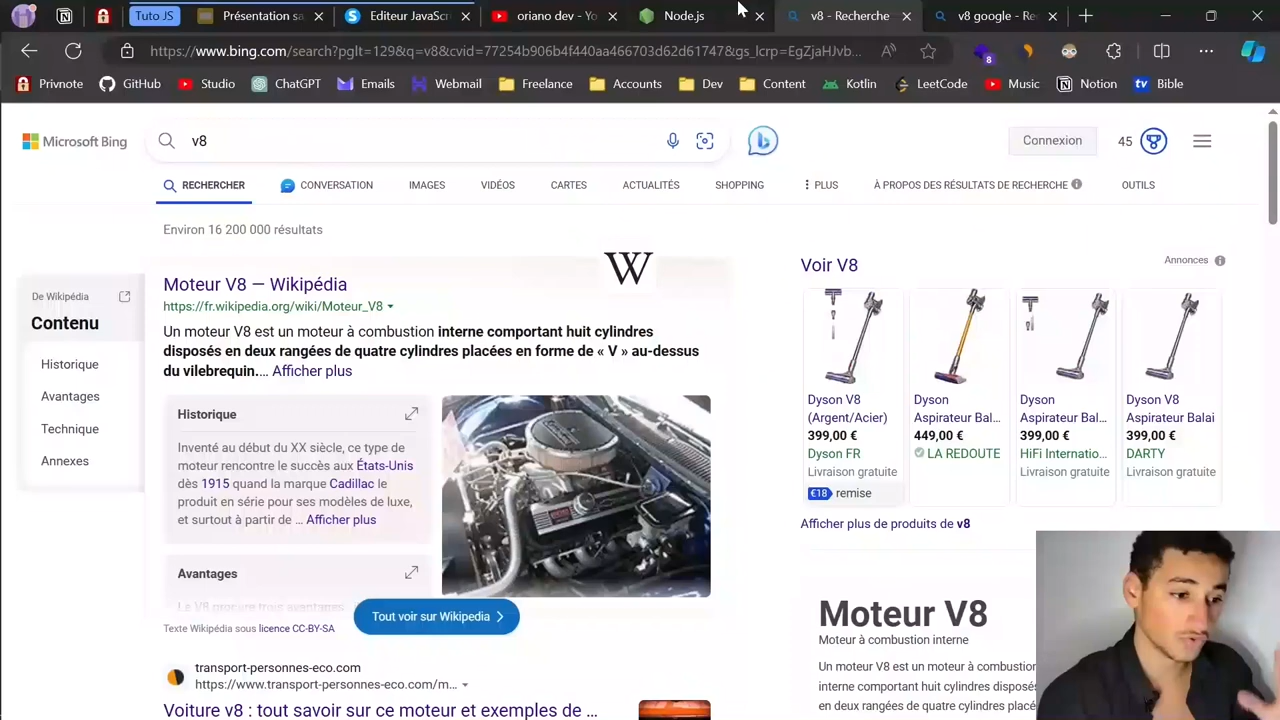 Tuto JS
Présentation sa
Editeur JavaScr
oriano dev - Yo
Node.js
v8 - Recherche
v8 google - Rec
https://www.bing.com/search?pglt=129&q=v8&cvid=77254b906b4f440aa466703d62d61747&gs_lcrp=EgZjaHJvb...
8
Privnote
GitHub
Studio
ChatGPT
Emails
Webmail
Freelance
Accounts
Dev
Content
Kotlin
LeetCode
Music
Notion
tv Bible
Microsoft Bing
v8
Connexion
45
RECHERCHER
CONVERSATION
IMAGES
VIDÉOS
CARTES
ACTUALITÉS
SHOPPING
PLUS
À PROPOS DES RÉSULTATS DE RECHERCHE
OUTILS
Environ 16 200 000 résultats
De Wikipédia
Contenu
Historique
Avantages
Technique
Annexes
Moteur V8 — Wikipédia
https://fr.wikipedia.org/wiki/Moteur_V8
W
Un moteur V8 est un moteur à combustion interne comportant huit cylindres
disposés en deux rangées de quatre cylindres placées en forme de « V » au-dessus
du vilebrequin.… Afficher plus
Historique
Inventé au début du XX siècle, ce type de
moteur rencontre le succès aux États-Unis
dès 1915 quand la marque Cadillac le
produit en série pour ses modèles de luxe,
et surtout à partir de … Afficher plus
Avantages
Le V8 procure trois avantages
Tout voir sur Wikipedia
Texte Wikipédia sous licence CC-BY-SA
transport-personnes-eco.com
https://www.transport-personnes-eco.com/m…
Voiture v8 : tout savoir sur ce moteur et exemples de ...
Voir V8
Annonces
Dyson V8
(Argent/Acier)
399,00 €
Dyson FR
Livraison gratuite
€18 remise
Dyson
Aspirateur Bal...
449,00 €
LA REDOUTE
Livraison gratuite
Dyson
Aspirateur Bal...
399,00 €
HiFi Internatio...
Livraison gratuite
Dyson V8
Aspirateur Balai
399,00 €
DARTY
Livraison gratuite
Afficher plus de produits de v8
Moteur V8
Moteur à combustion interne
Un moteur V8 est un moteur à combustion
interne comportant huit cylindres disposés
en deux rangées de quatre cylindres placé